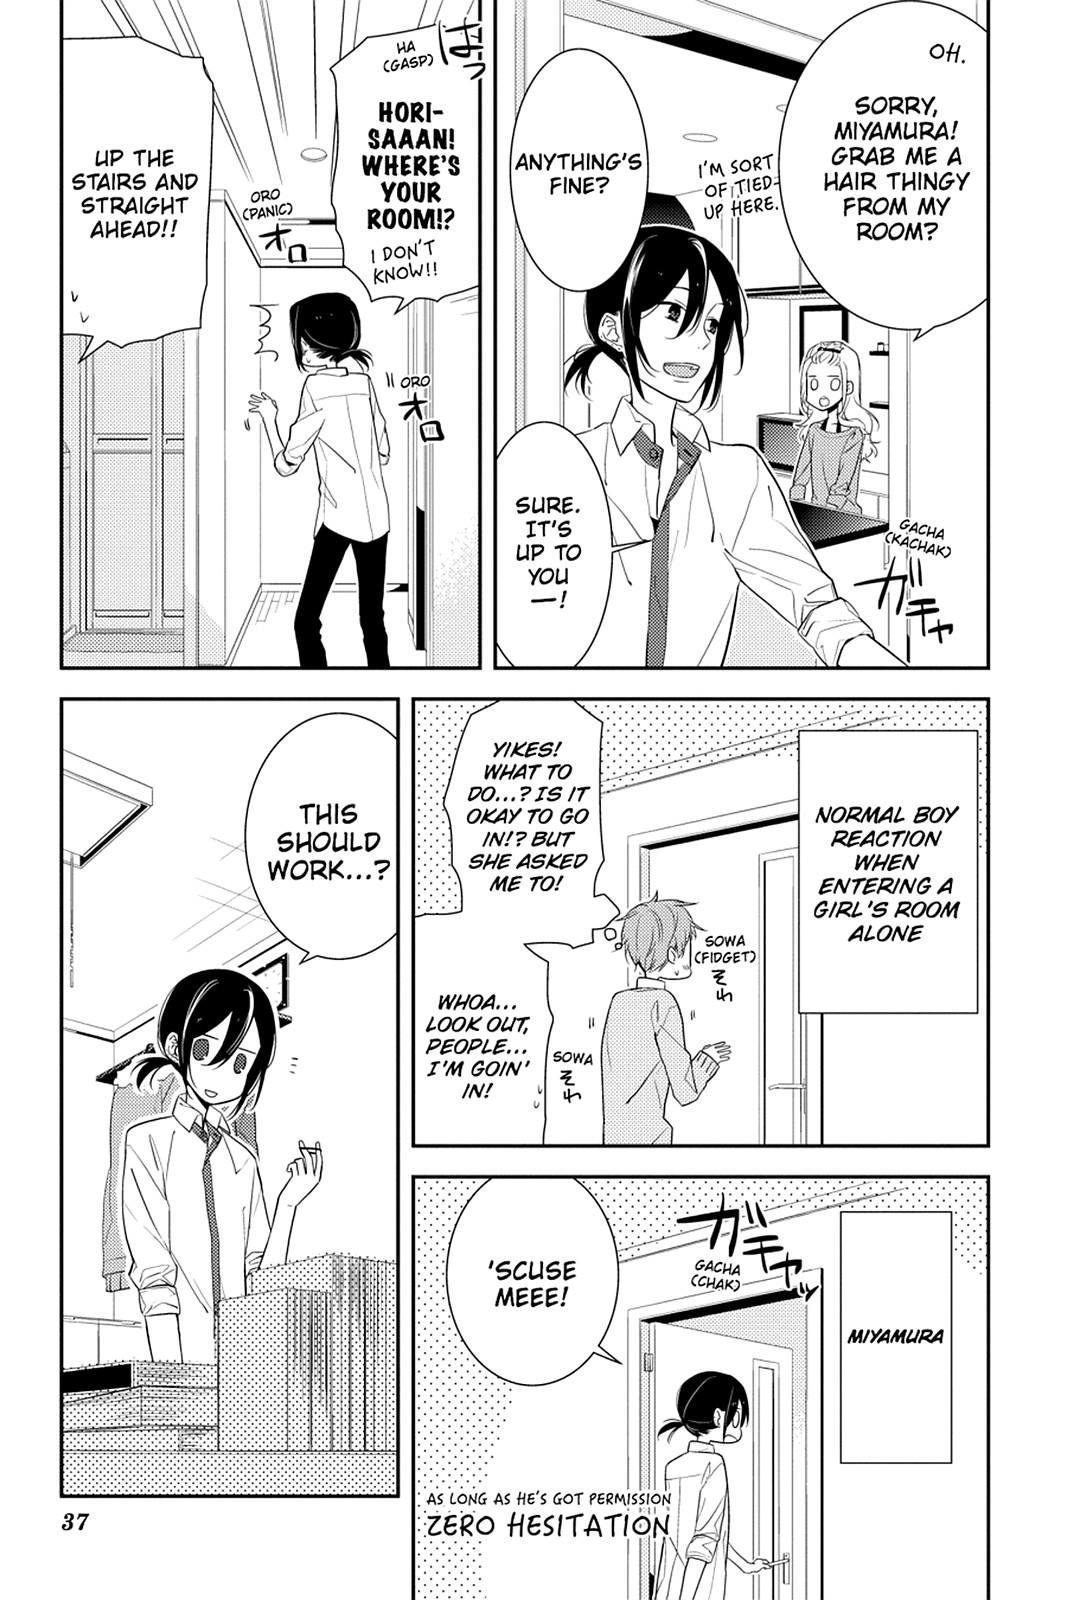 OH.
SORRY,
MIYAMURA!
GRAB ME A
HAIR THINGY
FROM MY
ROOM?
I'M SORT
OF TIED
UP HERE.
ANYTHING'S
FINE?
SURE.
IT'S
UP TO
YOU
—!
GACHA
(KACHAK)
ガチャ
はっ
HA
(GASP)
HORI-
SAAAN!
WHERE'S
YOUR
ROOM!?
I DON'T
KNOW!!
ORO
(PANIC)
オロ
ORO
オロ
UP THE
STAIRS AND
STRAIGHT
AHEAD!!
NORMAL BOY
REACTION
WHEN
ENTERING A
GIRL'S ROOM
ALONE
YIKES!
WHAT TO
DO...? IS IT
OKAY TO GO
IN!? BUT
SHE ASKED
ME TO!
SOWA
(FIDGET)
そわ
SOWA
そわ
WHOA...
LOOK OUT,
PEOPLE...
I'M GOIN'
IN!
MIYAMURA
ガチャッ
GACHA
(CHAK)
'SCUSE
MEEE!
AS LONG AS HE'S GOT PERMISSION
ZERO HESITATION
THIS
SHOULD
WORK...?
37